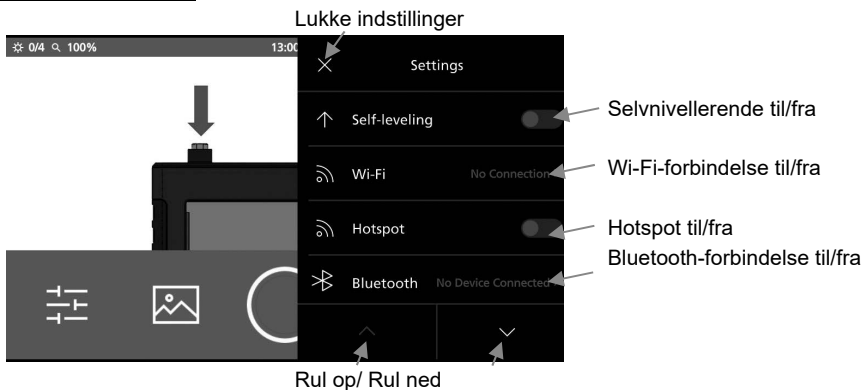 Lukke indstillinger
0/4 100% 13:00
Settings
Self-leveling
Selvnivellerende til/fra
Wi-Fi No Connection
Wi-Fi-forbindelse til/fra
Hotspot
Hotspot til/fra
Bluetooth-forbindelse til/fra
Bluetooth No Device Connected
Rul op/ Rul ned